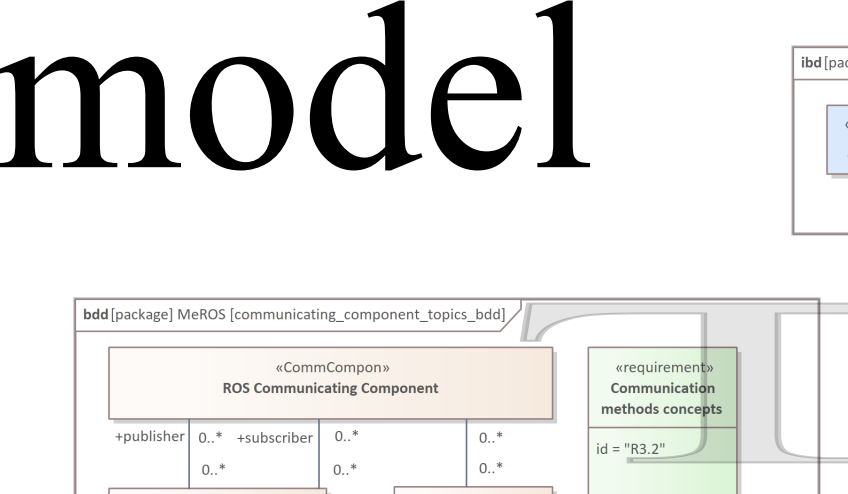 model
ibd [pac
bdd [package] MeROS [communicating_component_topics_bdd]
«CommCompon»
ROS Communicating Component
«requirement»
Communication
methods concepts
+publisher 0..* +subscriber 0..* 0..*
id = "R3.2"
0..* 0..* 0..*
T